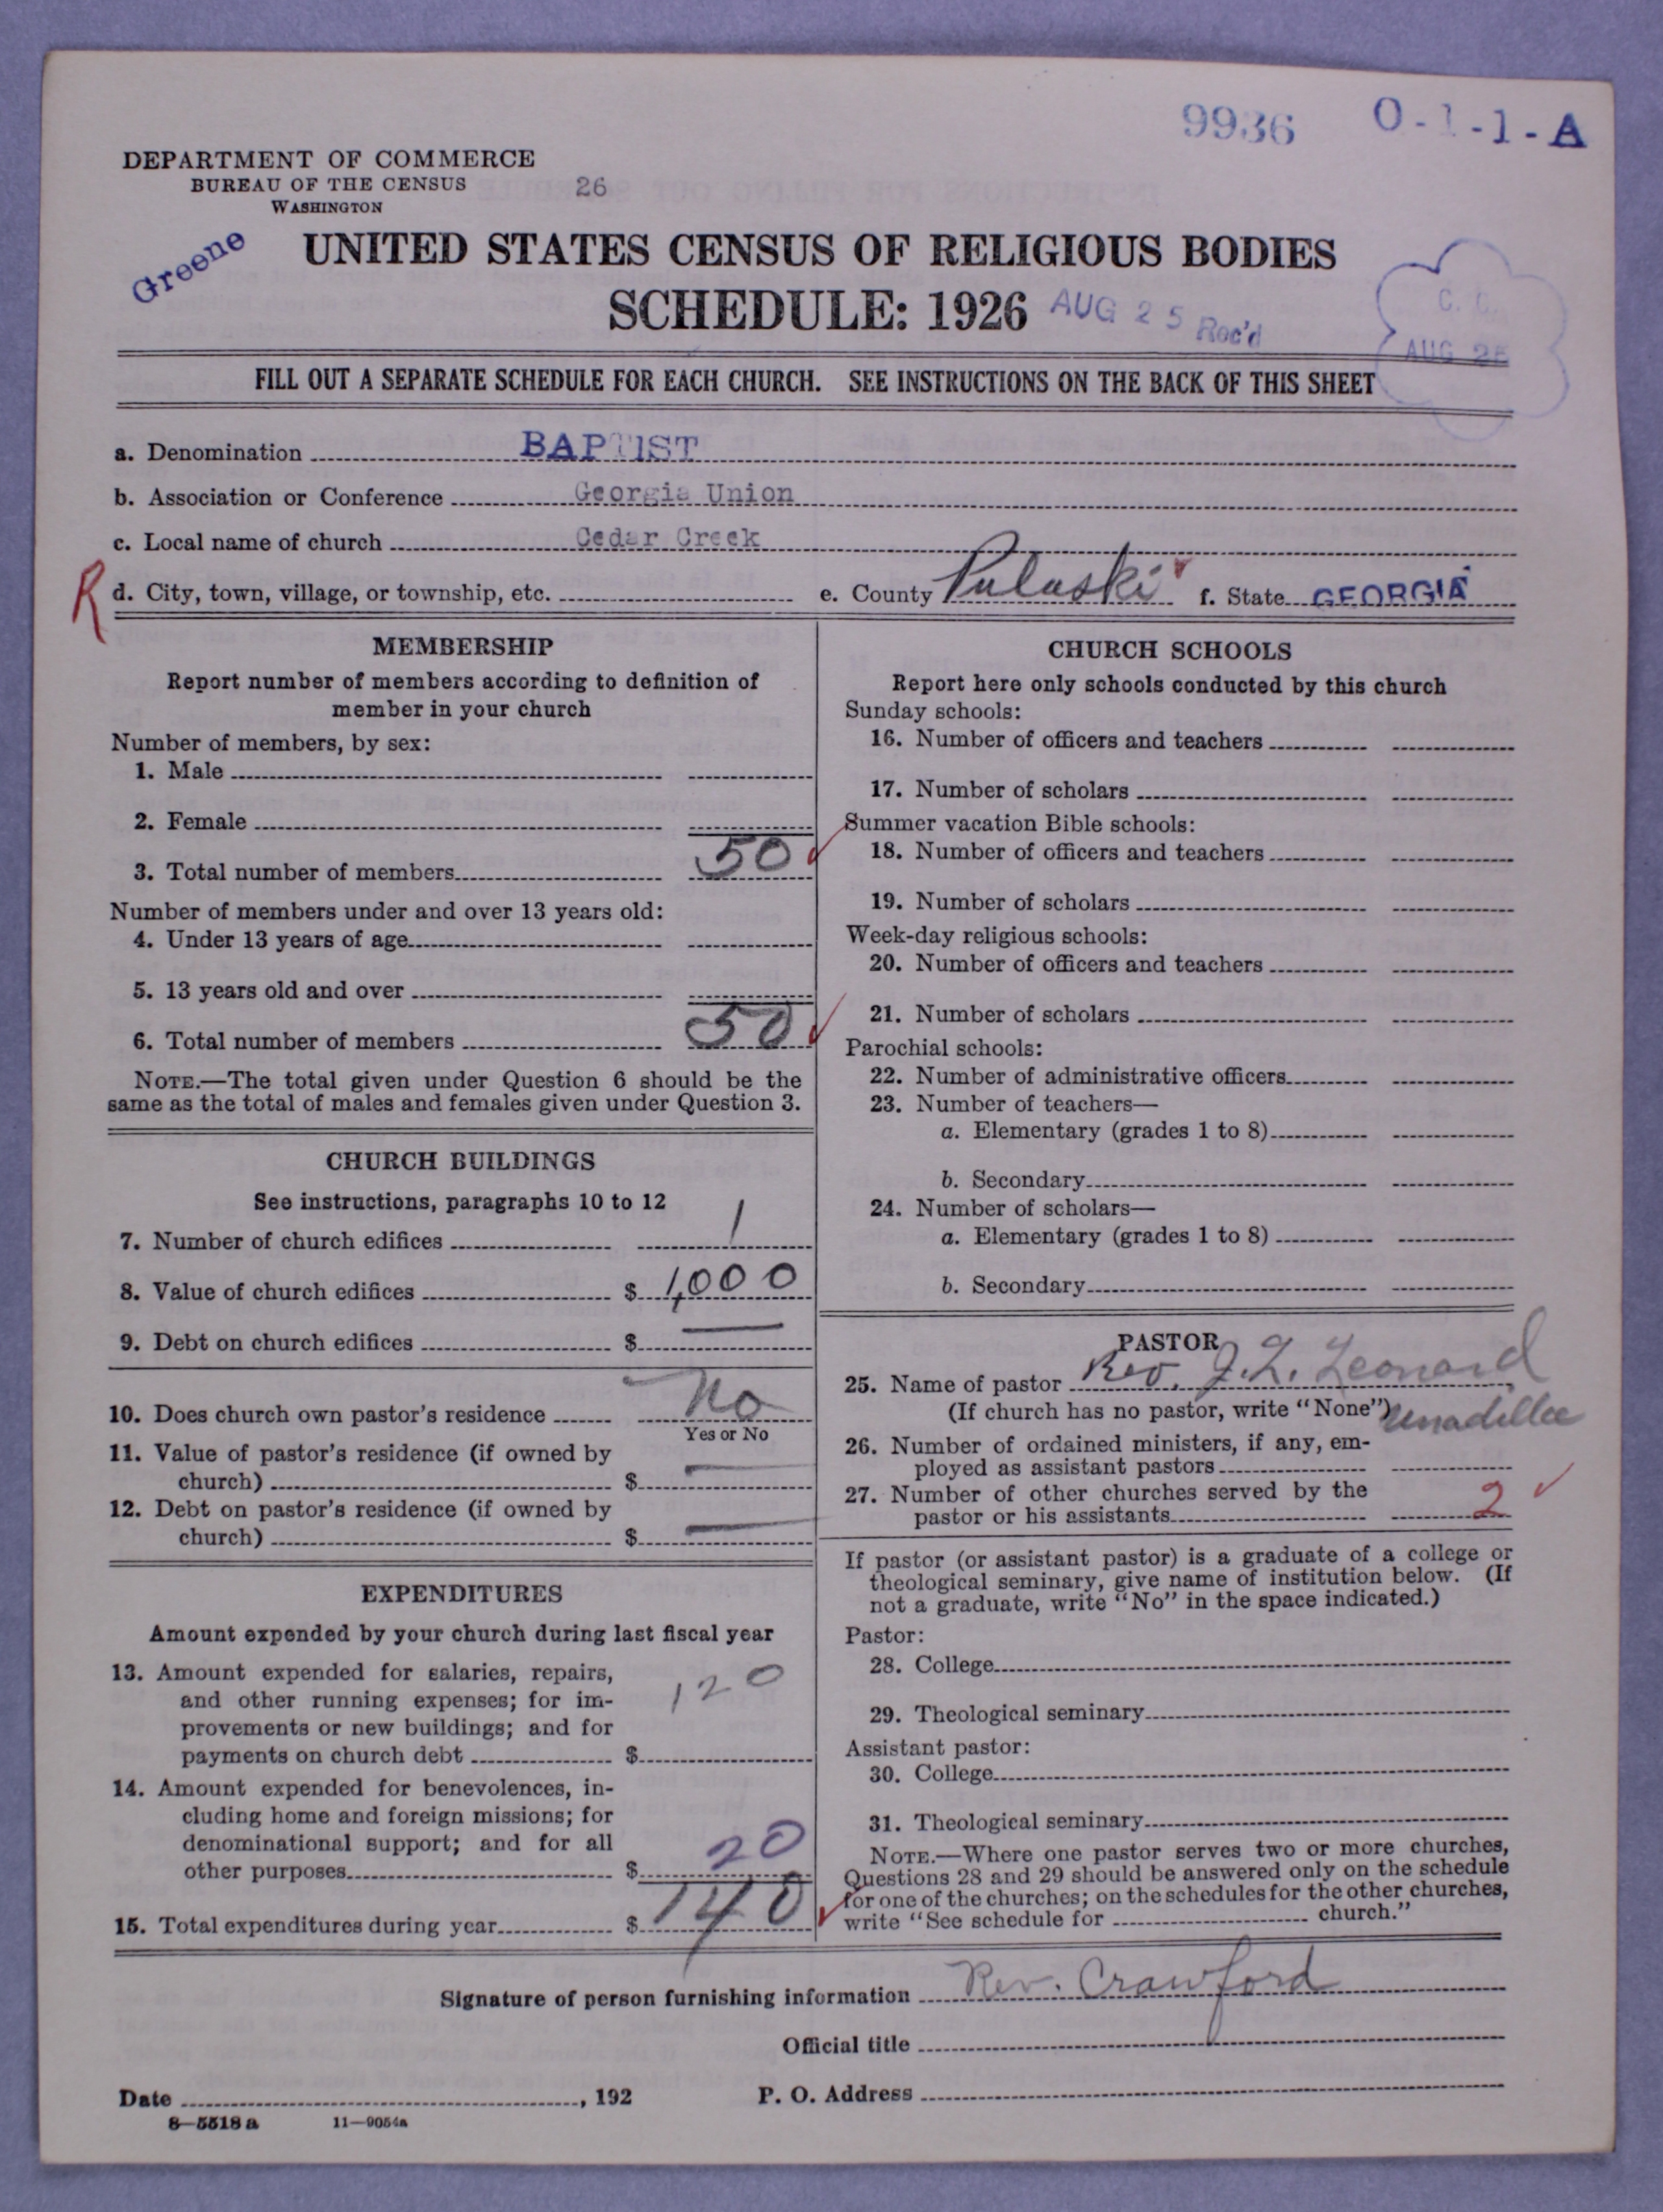 9936 O-1-1-A
DEPARTMENT OF COMMERCE
BUREAU OF THE CENSUS 26
WASHINGTON
Greene
UNITED STATES CENSUS OF RELIGIOUS BODIES
SCHEDULE: 1926 AUG 25 Rec'd
C. C.
AUG 25
FILL OUT A SEPARATE SCHEDULE FOR EACH CHURCH. SEE INSTRUCTIONS ON THE BACK OF THIS SHEET
a. Denomination BAPTIST
b. Association or Conference Georgia Union
c. Local name of church Cedar Creek
R d. City, town, village, or township, etc. e. County Pulaski f. State GEORGIA
MEMBERSHIP
Report number of members according to definition of
member in your church
Number of members, by sex:
1. Male
2. Female
3. Total number of members 50
Number of members under and over 13 years old:
4. Under 13 years of age
5. 13 years old and over
6. Total number of members 50
NOTE.—The total given under Question 6 should be the
same as the total of males and females given under Question 3.
CHURCH BUILDINGS
See instructions, paragraphs 10 to 12
7. Number of church edifices 1
8. Value of church edifices $ 1,000
9. Debt on church edifices $ —
10. Does church own pastor's residence No
Yes or No
11. Value of pastor's residence (if owned by
church) $ —
12. Debt on pastor's residence (if owned by
church) $ —
EXPENDITURES
Amount expended by your church during last fiscal year
13. Amount expended for salaries, repairs,
and other running expenses; for im-
provements or new buildings; and for
payments on church debt $ 120
14. Amount expended for benevolences, in-
cluding home and foreign missions; for
denominational support; and for all
other purposes $ 20
15. Total expenditures during year $ 140
CHURCH SCHOOLS
Report here only schools conducted by this church
Sunday schools:
16. Number of officers and teachers
17. Number of scholars
Summer vacation Bible schools:
18. Number of officers and teachers
19. Number of scholars
Week-day religious schools:
20. Number of officers and teachers
21. Number of scholars
Parochial schools:
22. Number of administrative officers
23. Number of teachers—
a. Elementary (grades 1 to 8)
b. Secondary
24. Number of scholars—
a. Elementary (grades 1 to 8)
b. Secondary
PASTOR
25. Name of pastor Rev. J. L. Leonard
(If church has no pastor, write "None") Unadilla
26. Number of ordained ministers, if any, em-
ployed as assistant pastors
27. Number of other churches served by the
pastor or his assistants 2
If pastor (or assistant pastor) is a graduate of a college or
theological seminary, give name of institution below. (If
not a graduate, write "No" in the space indicated.)
Pastor:
28. College
29. Theological seminary
Assistant pastor:
30. College
31. Theological seminary
NOTE.—Where one pastor serves two or more churches,
Questions 28 and 29 should be answered only on the schedule
for one of the churches; on the schedules for the other churches,
write "See schedule for church."
Signature of person furnishing information Rev. Crawford
Official title
Date , 192 P. O. Address
8—5518 a 11—9054a